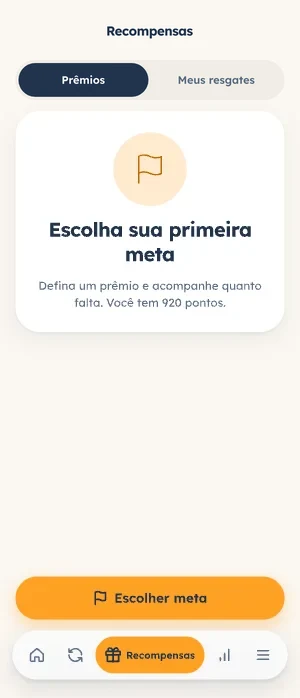 Recompensas
Prêmios
Meus resgates
Escolha sua primeira
meta
Defina um prêmio e acompanhe quanto
falta. Você tem 920 pontos.
Escolher meta
Recompensas